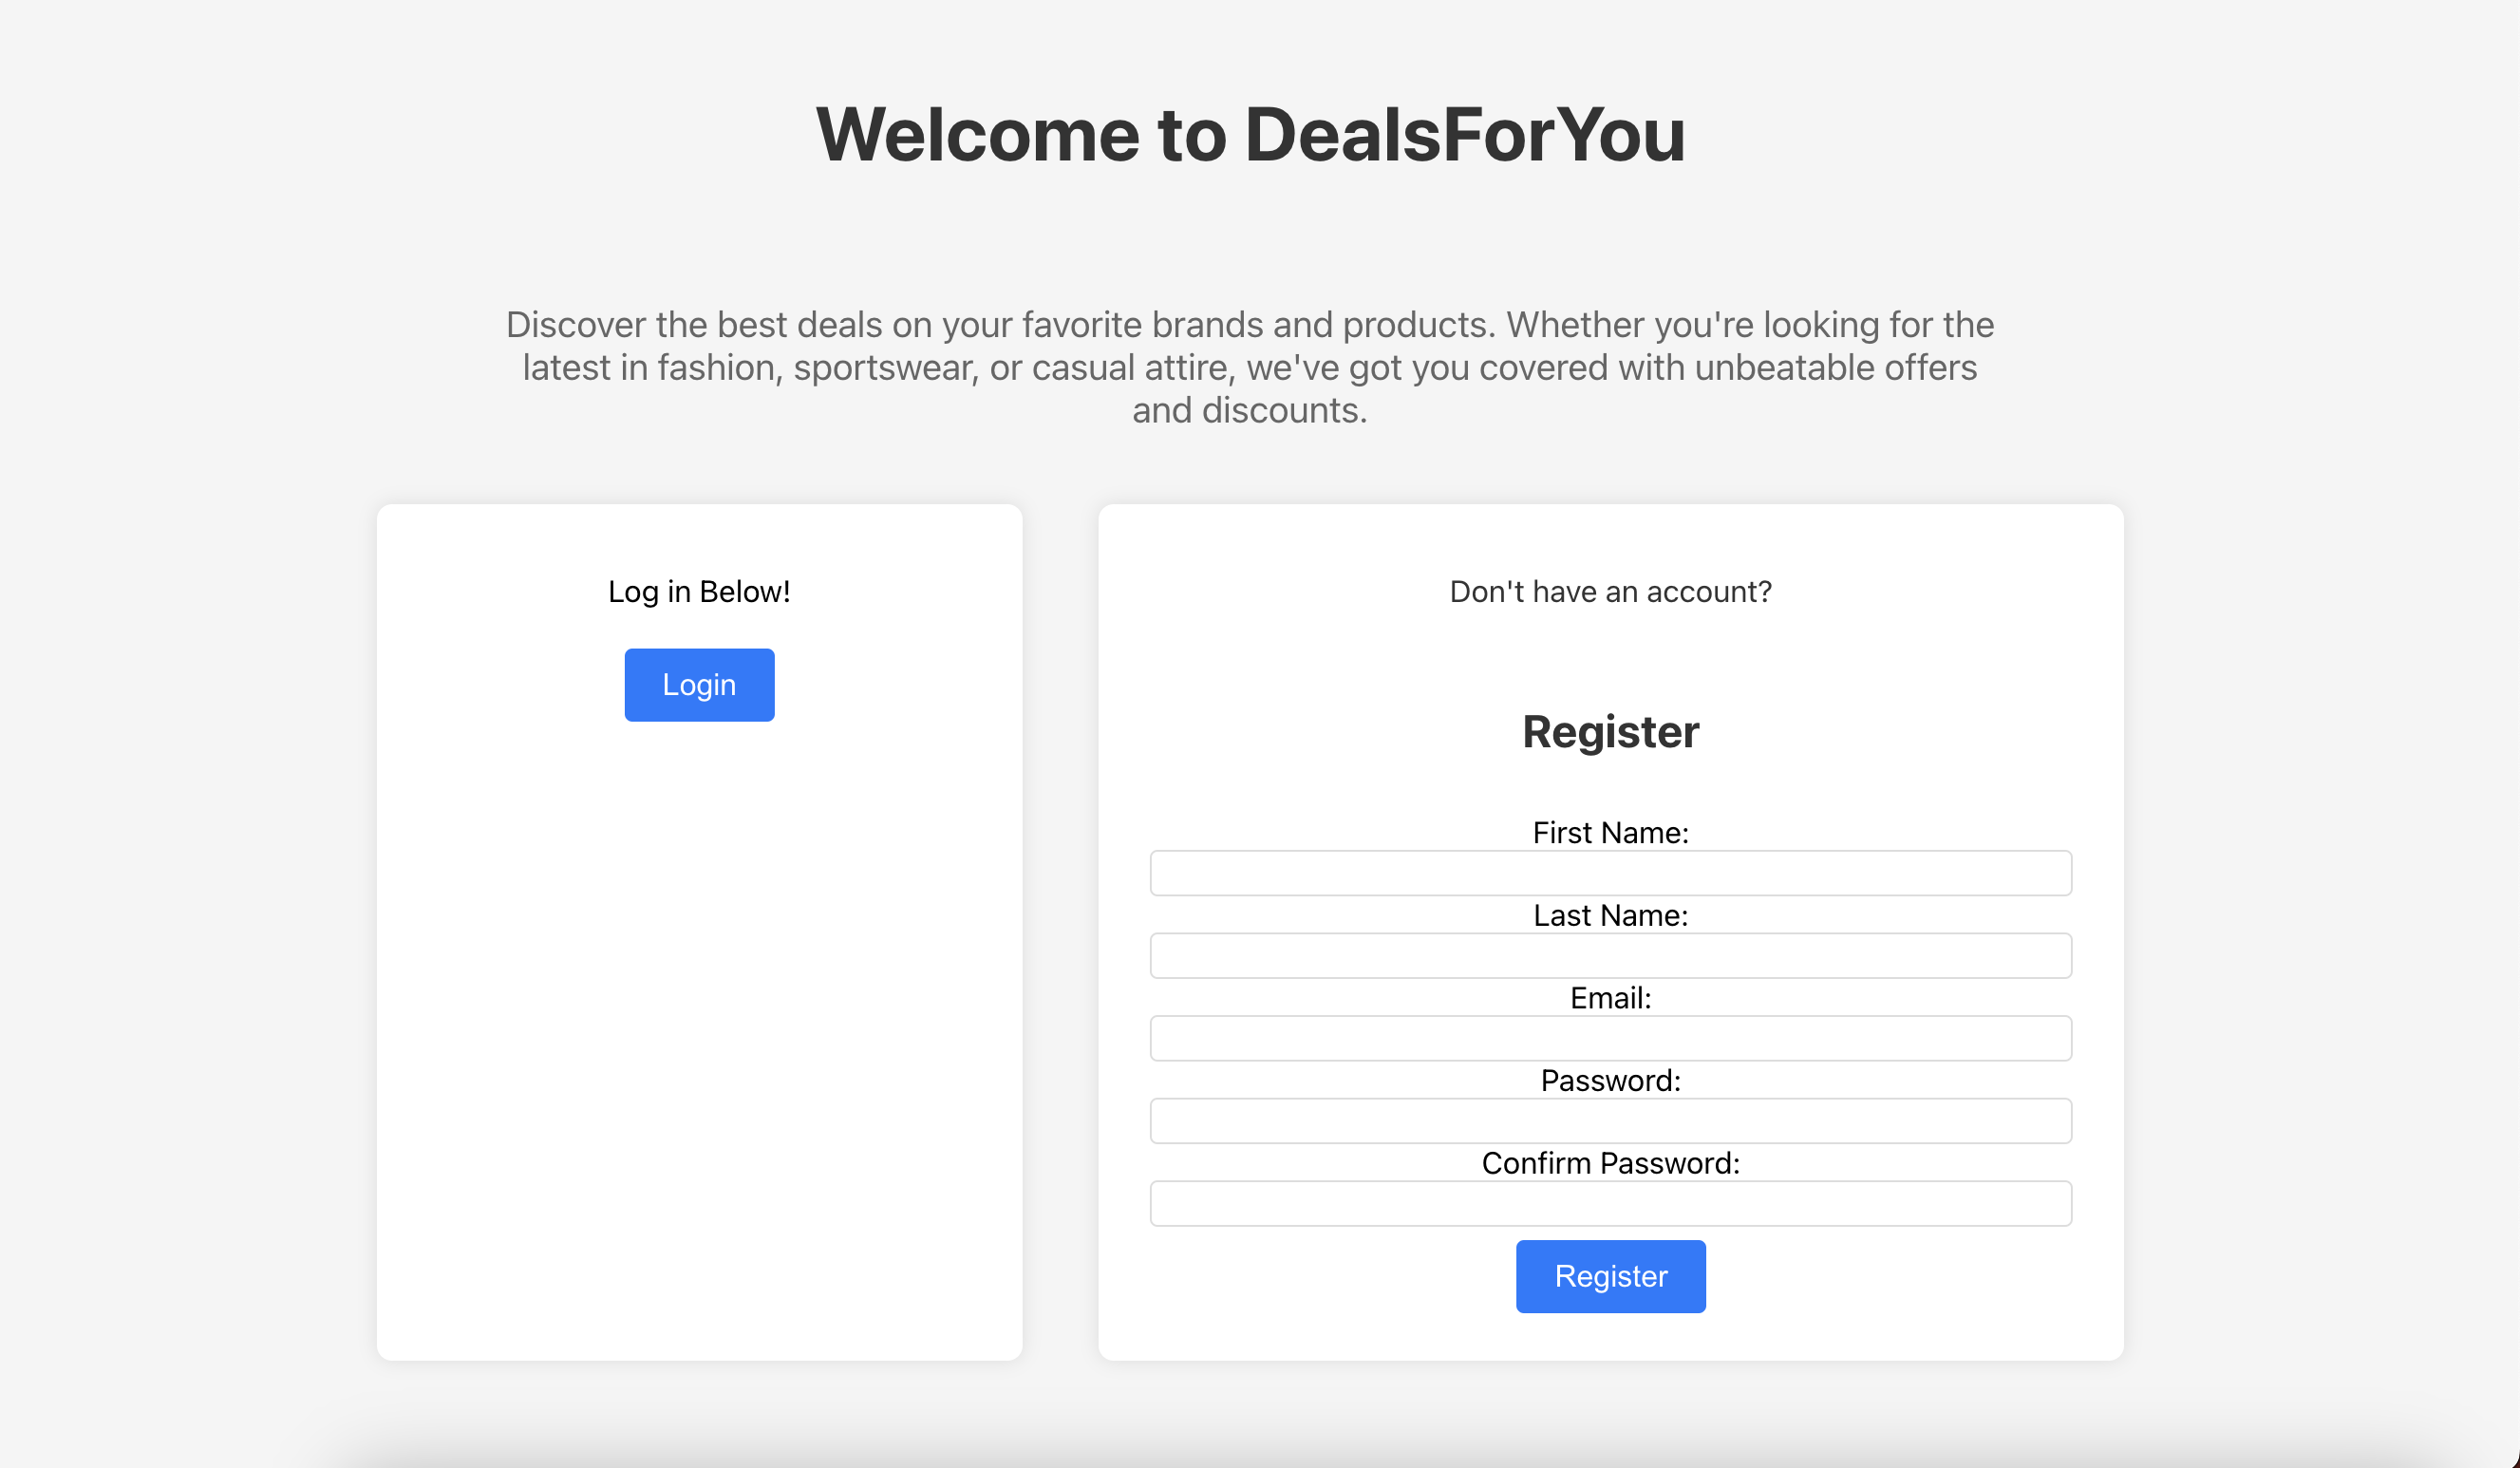 Welcome to DealsForYou
Discover the best deals on your favorite brands and products. Whether you're looking for the
latest in fashion, sportswear, or casual attire, we've got you covered with unbeatable offers
and discounts.
Log in Below!
Login
Don't have an account?
Register
First Name:
Last Name:
Email:
Password:
Confirm Password:
Register